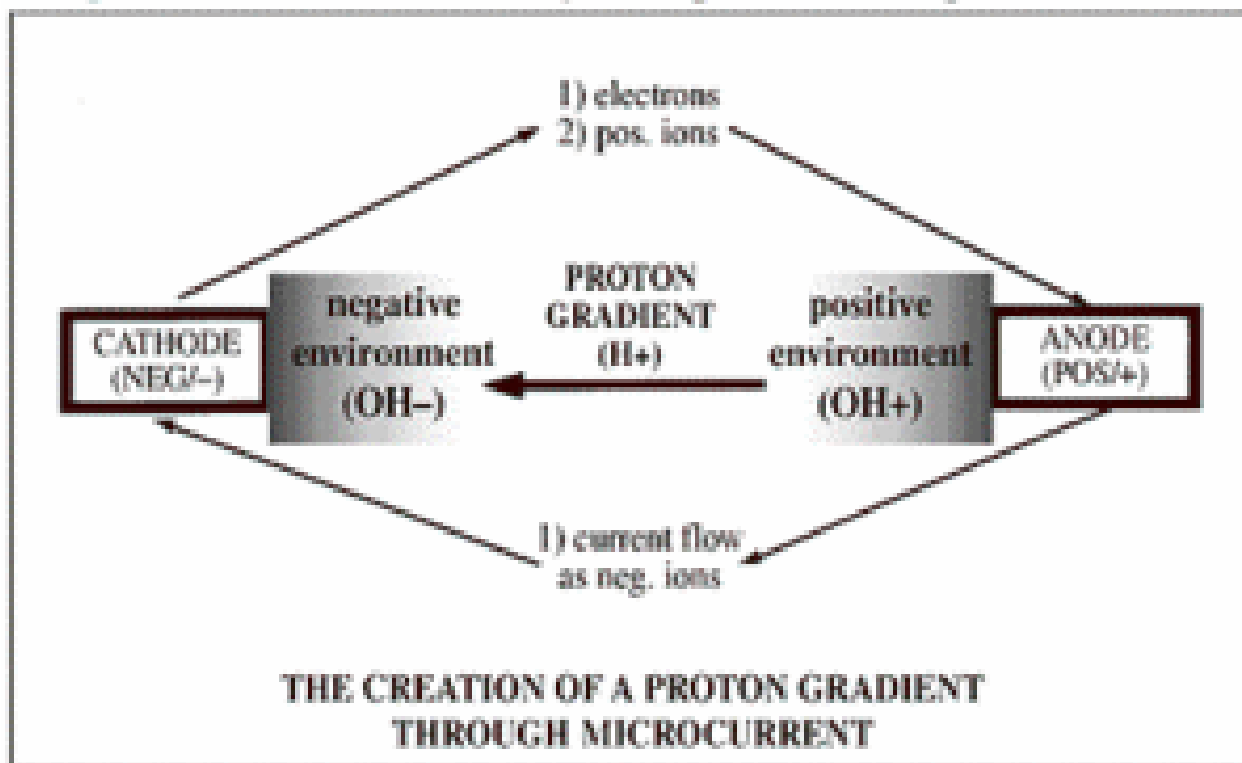 1) electrons
2) pos. ions
PROTON
GRADIENT
(H+)
negative
environment
(OH–)
positive
environment
(OH+)
CATHODE
(NEG/–)
ANODE
(POS/+)
1) current flow
as neg. ions
THE CREATION OF A PROTON GRADIENT
THROUGH MICROCURRENT